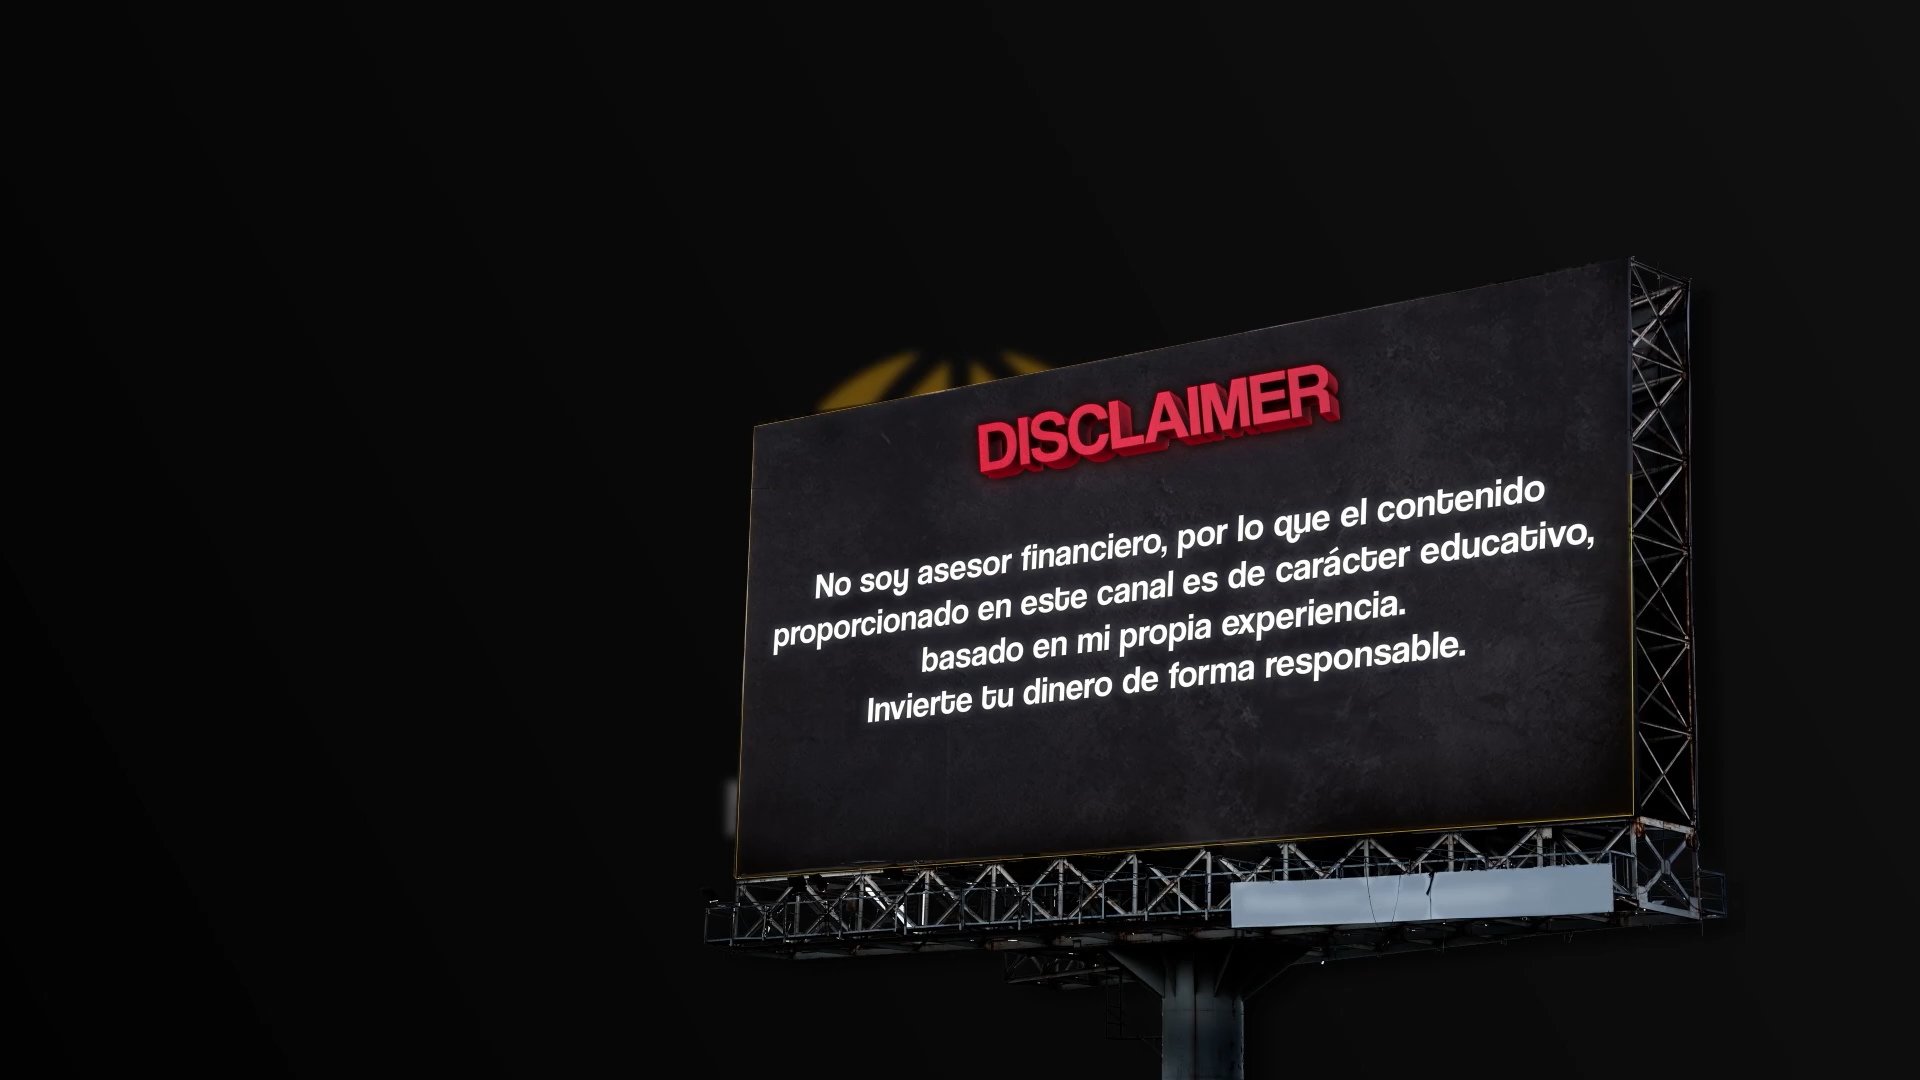 DISCLAIMER
No soy asesor financiero, por lo que el contenido
proporcionado en este canal es de carácter educativo,
basado en mi propia experiencia.
Invierte tu dinero de forma responsable.